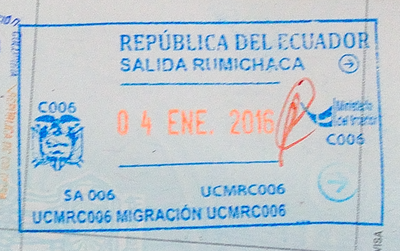 REPÚBLICA DEL ECUADOR
SALIDA RUMICHACA
C006
04 ENE. 2016
Ministerio
del Interior
C006
SA 006
UCMRC006
UCMRC006 MIGRACIÓN UCMRC006
VISA